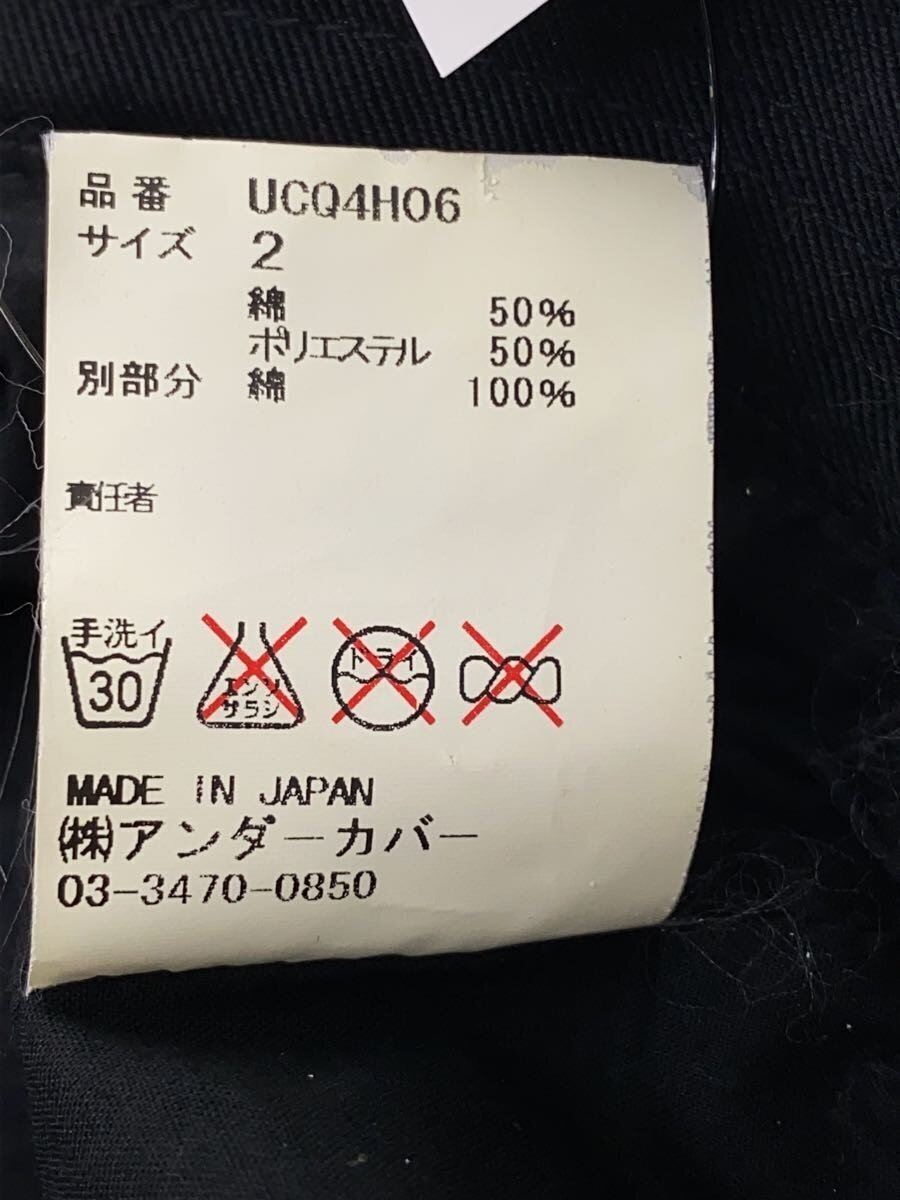 品番 UCQ4H06
サイズ 2
綿 50%
ポリエステル 50%
別部分 綿 100%
責任者
手洗イ
30
エンソ
サラシ
ドライ
MADE IN JAPAN
(株)アンダーカバー
03-3470-0850